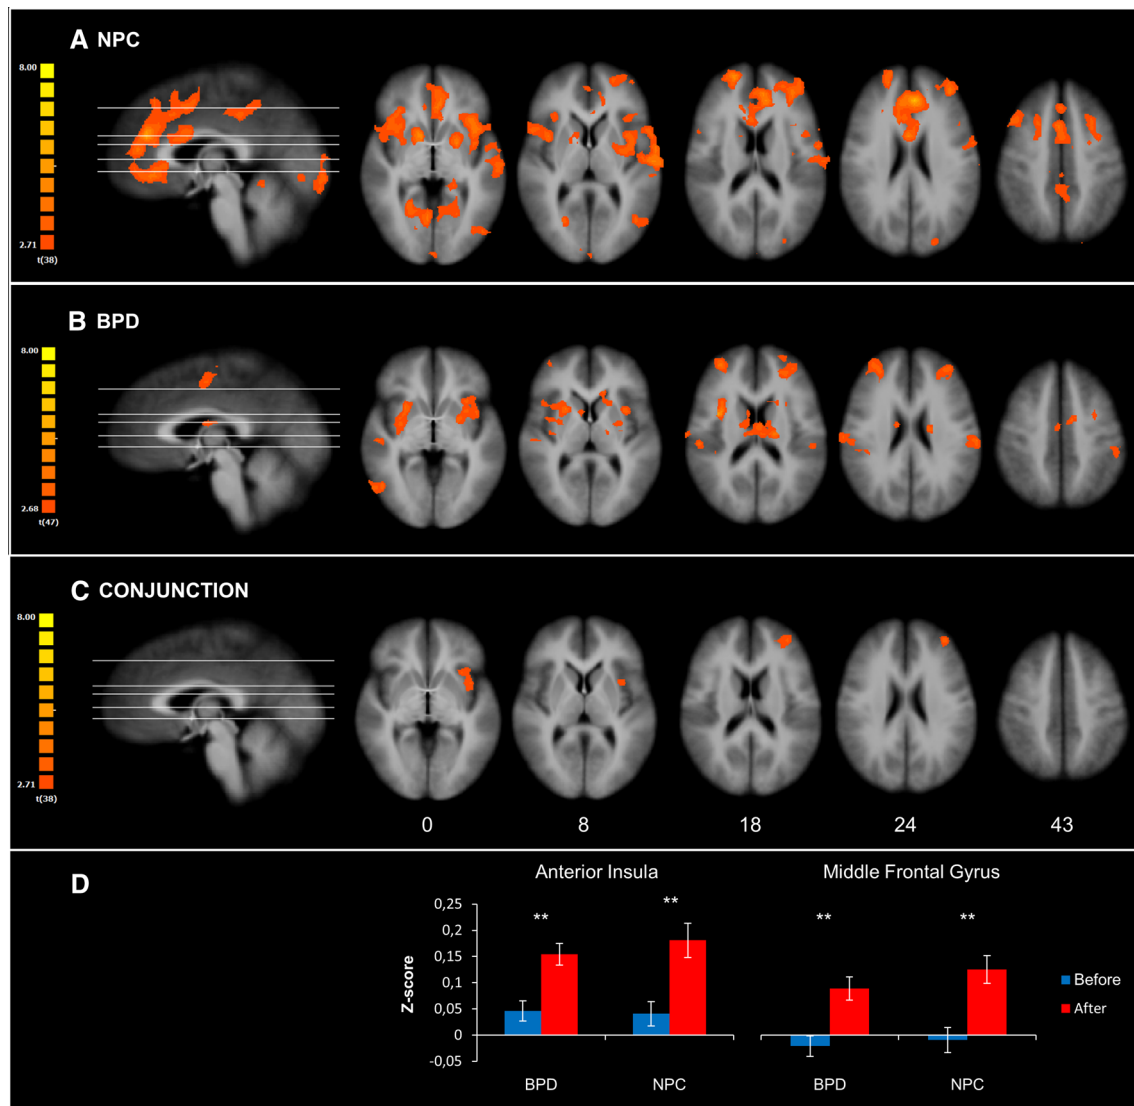 A NPC
8.00
2.71
t(38)
B BPD
8.00
2.68
t(47)
C CONJUNCTION
8.00
2.71
t(38)
0 8 18 24 43
D
Anterior Insula
Middle Frontal Gyrus
Z-score
0,25
0,2
0,15
0,1
0,05
0
-0,05
** ** ** **
BPD NPC BPD NPC
Before
After